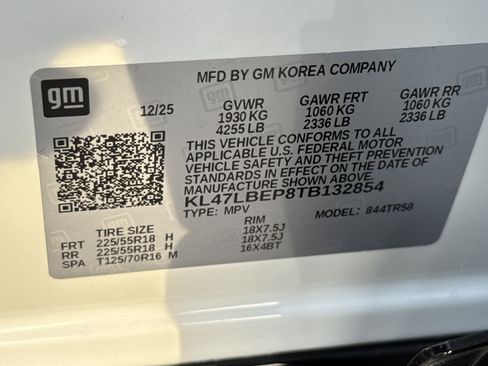 MFD BY GM KOREA COMPANY
gm
12/25 GVWR GAWR FRT GAWR RR
1930 KG 1060 KG 1060 KG
4255 LB 2336 LB 2336 LB
THIS VEHICLE CONFORMS TO ALL
APPLICABLE U.S. FEDERAL MOTOR
VEHICLE SAFETY AND THEFT PREVENTION
STANDARDS IN EFFECT ON THE DATE OF
MANUFACTURE SHOWN ABOVE.
KL47LBEP8TB132854
TYPE: MPV MODEL: 844TR58
TIRE SIZE RIM
FRT 225/55R18 H 18X7.5J
RR 225/55R18 H 18X7.5J
SPA T125/70R16 M 16X4BT